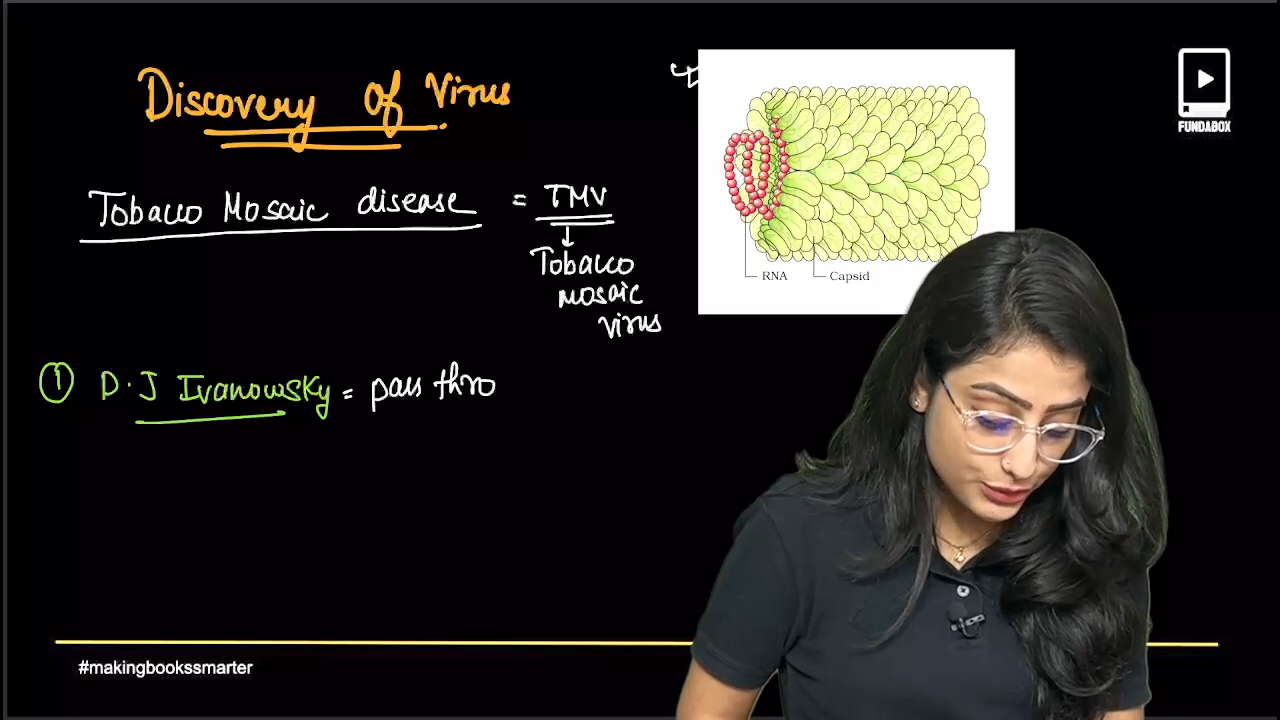 Discovery of Virus
FUNDABOX
Tobacco Mosaic disease = TMV
Tobacco
mosaic
virus
RNA
Capsid
① D.J Ivanowsky = pass thro
#makingbookssmarter